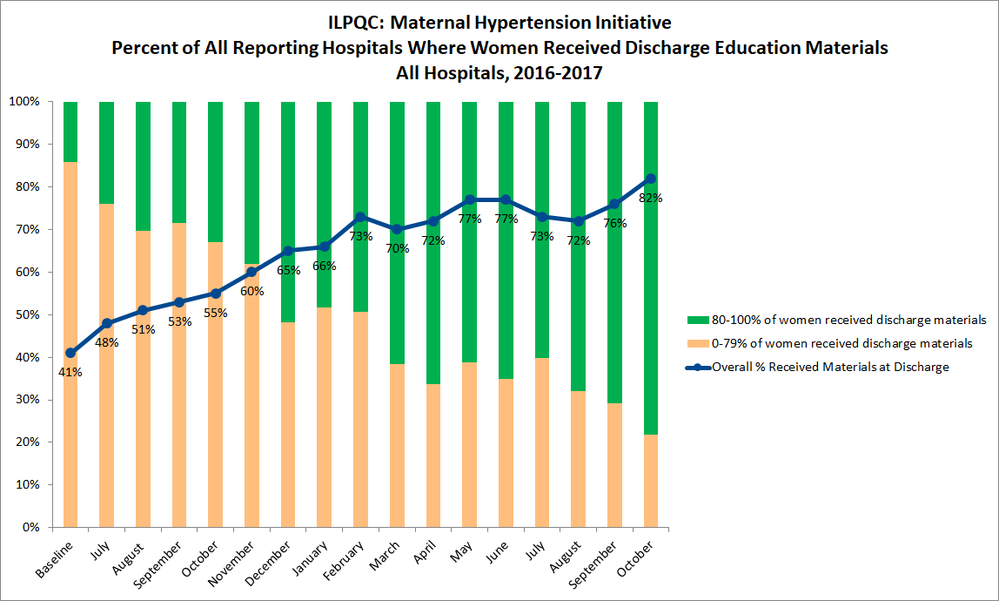 ILPQC: Maternal Hypertension Initiative
Percent of All Reporting Hospitals Where Women Received Discharge Education Materials
All Hospitals, 2016-2017
100%
90%
80%
70%
60%
50%
40%
30%
20%
10%
0%
41%
48%
51%
53%
55%
60%
65%
66%
73%
70%
72%
77%
77%
73%
72%
76%
82%
Baseline
July
August
September
October
November
December
January
February
March
April
May
June
July
August
September
October
80-100% of women received discharge materials
0-79% of women received discharge materials
Overall % Received Materials at Discharge